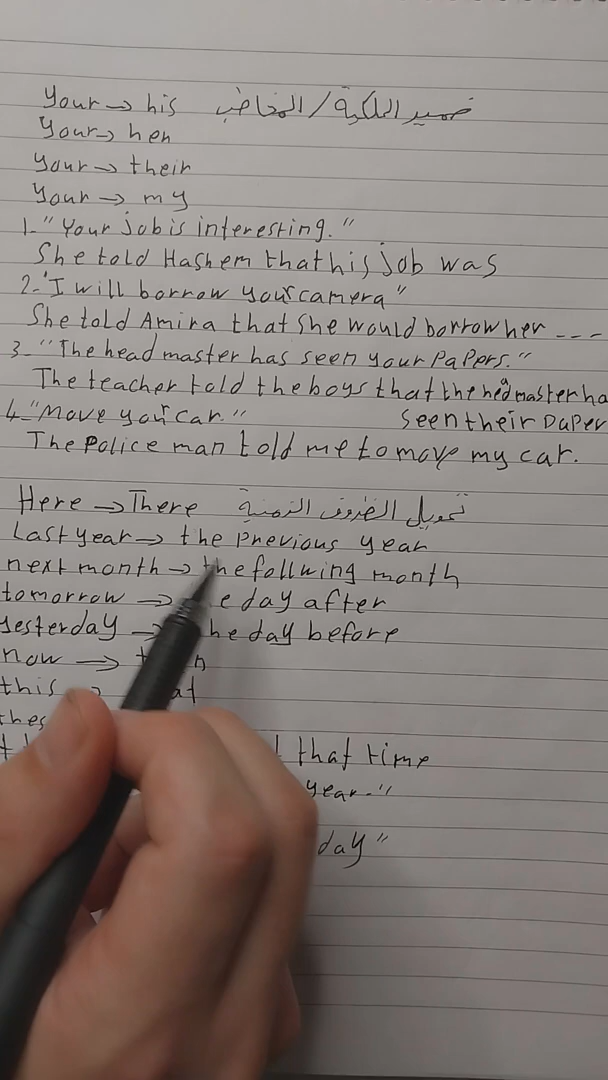 your → his ضمير الملكية / المخاطب
your → her
your → their
your → my
1- "Your job is interesting."
She told Hashem that his job was
2- "I will borrow your camera"
She told Amira that She would borrow her ---
3- "The head master has seen your PaPers."
The teacher told the boys that the head master ha
seen their paper
4- "Move your car."
The Police man told me to move my car.
Here → There تحويل الظروف الزمنية
Last year → the Previous year
next month → the follwing month
tomorrow → day after
yesterday → the day before
now →
this →
that time
year."
day"